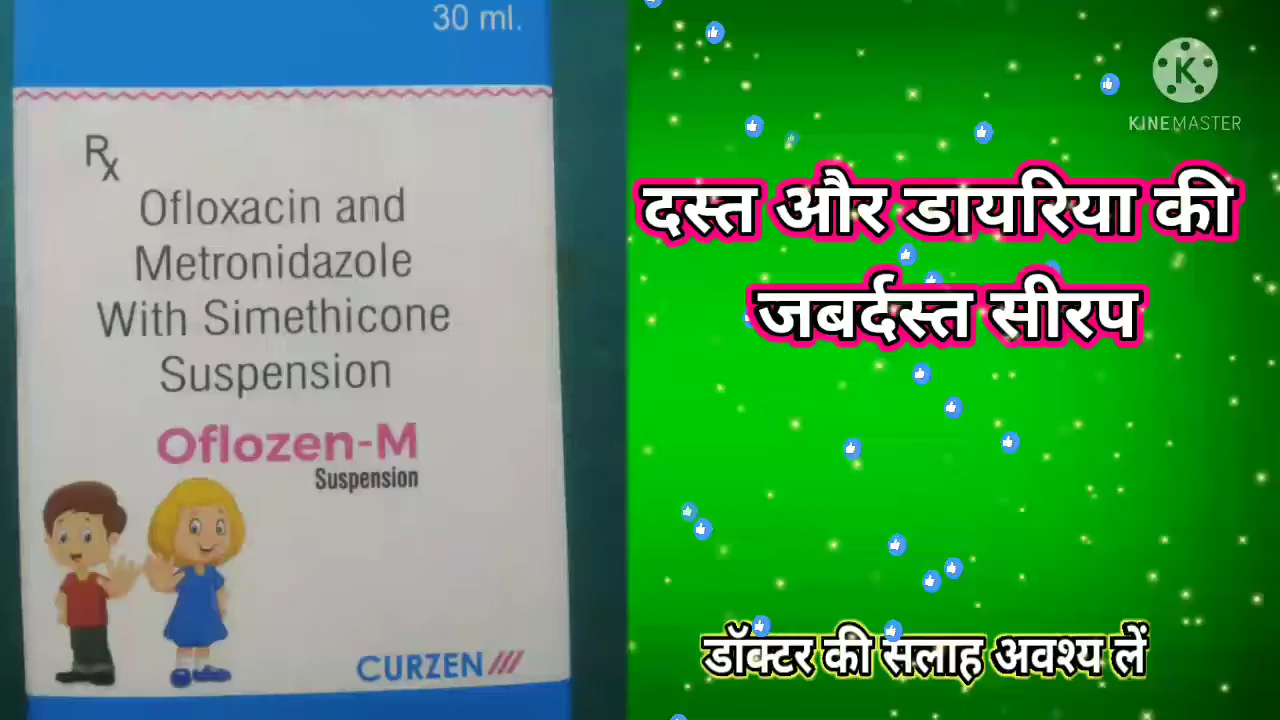 30 ml.
Rx
Ofloxacin and
Metronidazole
With Simethicone
Suspension
Oflozen-M
Suspension
CURZEN
KINEMASTER
दस्त और डायरिया की
जबर्दस्त सीरप
डॉक्टर की सलाह अवश्य लें